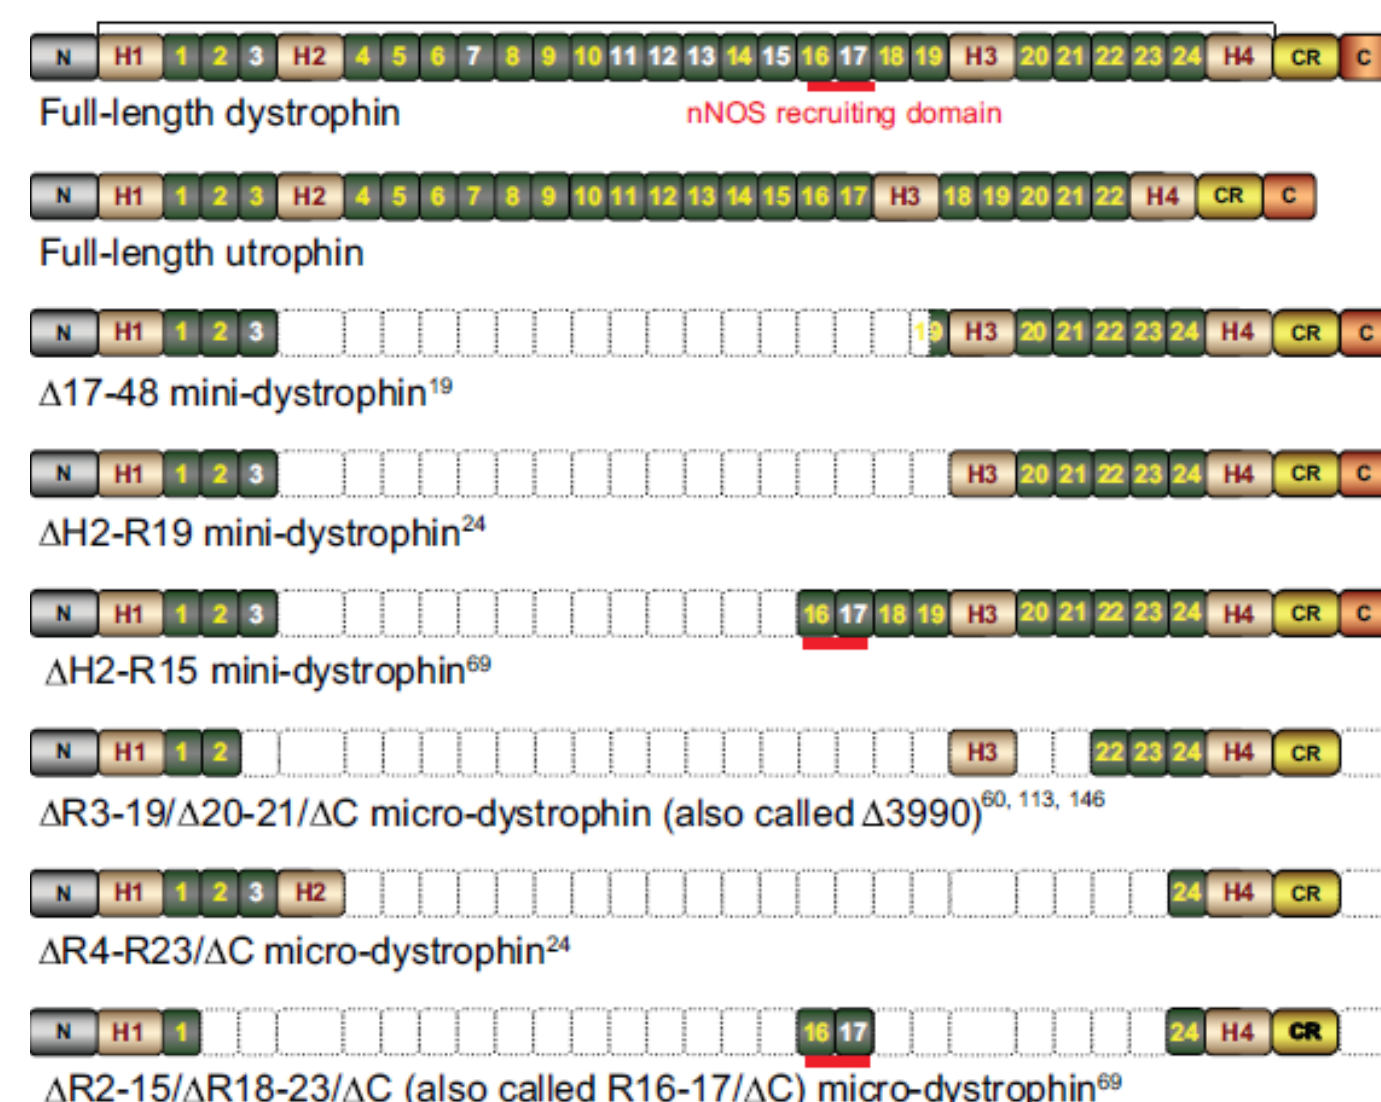 N H1 1 2 3 H2 4 5 6 7 8 9 10 11 12 13 14 15 16 17 18 19 H3 20 21 22 23 24 H4 CR C
Full-length dystrophin nNOS recruiting domain
N H1 1 2 3 H2 4 5 6 7 8 9 10 11 12 13 14 15 16 17 H3 18 19 20 21 22 H4 CR C
Full-length utrophin
N H1 1 2 3 19 H3 20 21 22 23 24 H4 CR C
Δ17-48 mini-dystrophin¹⁹
N H1 1 2 3 H3 20 21 22 23 24 H4 CR C
ΔH2-R19 mini-dystrophin²⁴
N H1 1 2 3 16 17 18 19 H3 20 21 22 23 24 H4 CR C
ΔH2-R15 mini-dystrophin⁶⁹
N H1 1 2 H3 22 23 24 H4 CR
ΔR3-19/Δ20-21/ΔC micro-dystrophin (also called Δ3990)⁶⁰, ¹¹³, ¹⁴⁶
N H1 1 2 3 H2 24 H4 CR
ΔR4-R23/ΔC micro-dystrophin²⁴
N H1 1 16 17 24 H4 CR
ΔR2-15/ΔR18-23/ΔC (also called R16-17/ΔC) micro-dystrophin⁶⁹